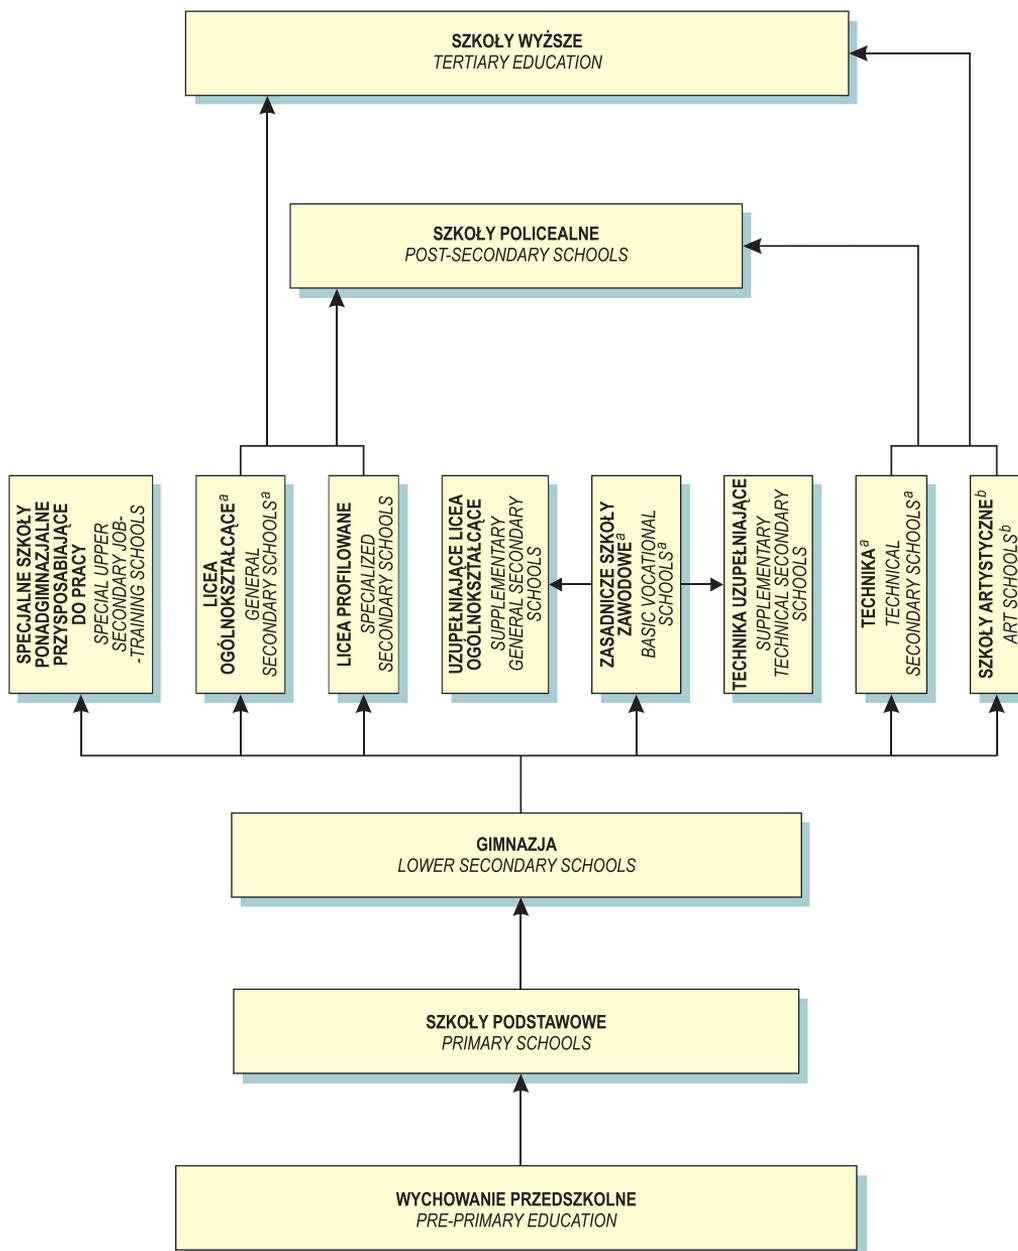 SZKOŁY WYŻSZE
TERTIARY EDUCATION
SZKOŁY POLICEALNE
POST-SECONDARY SCHOOLS
SPECJALNE SZKOŁY
PONADGIMNAZJALNE
PRZYSPOSABIAJĄCE
DO PRACY
SPECIAL UPPER
SECONDARY JOB-
-TRAINING SCHOOLS
LICEA
OGÓLNOKSZTAŁCĄCEa
GENERAL
SECONDARY SCHOOLSa
LICEA PROFILOWANE
SPECIALIZED
SECONDARY SCHOOLS
UZUPEŁNIAJĄCE LICEA
OGÓLNOKSZTAŁCĄCE
SUPPLEMENTARY
GENERAL SECONDARY
SCHOOLS
ZASADNICZE SZKOŁY
ZAWODOWEa
BASIC VOCATIONAL
SCHOOLSa
TECHNIKA UZUPEŁNIAJĄCE
SUPPLEMENTARY
TECHNICAL SECONDARY
SCHOOLS
TECHNIKAa
TECHNICAL
SECONDARY SCHOOLSa
SZKOŁY ARTYSTYCZNEb
ART SCHOOLSb
GIMNAZJA
LOWER SECONDARY SCHOOLS
SZKOŁY PODSTAWOWE
PRIMARY SCHOOLS
WYCHOWANIE PRZEDSZKOLNE
PRE-PRIMARY EDUCATION